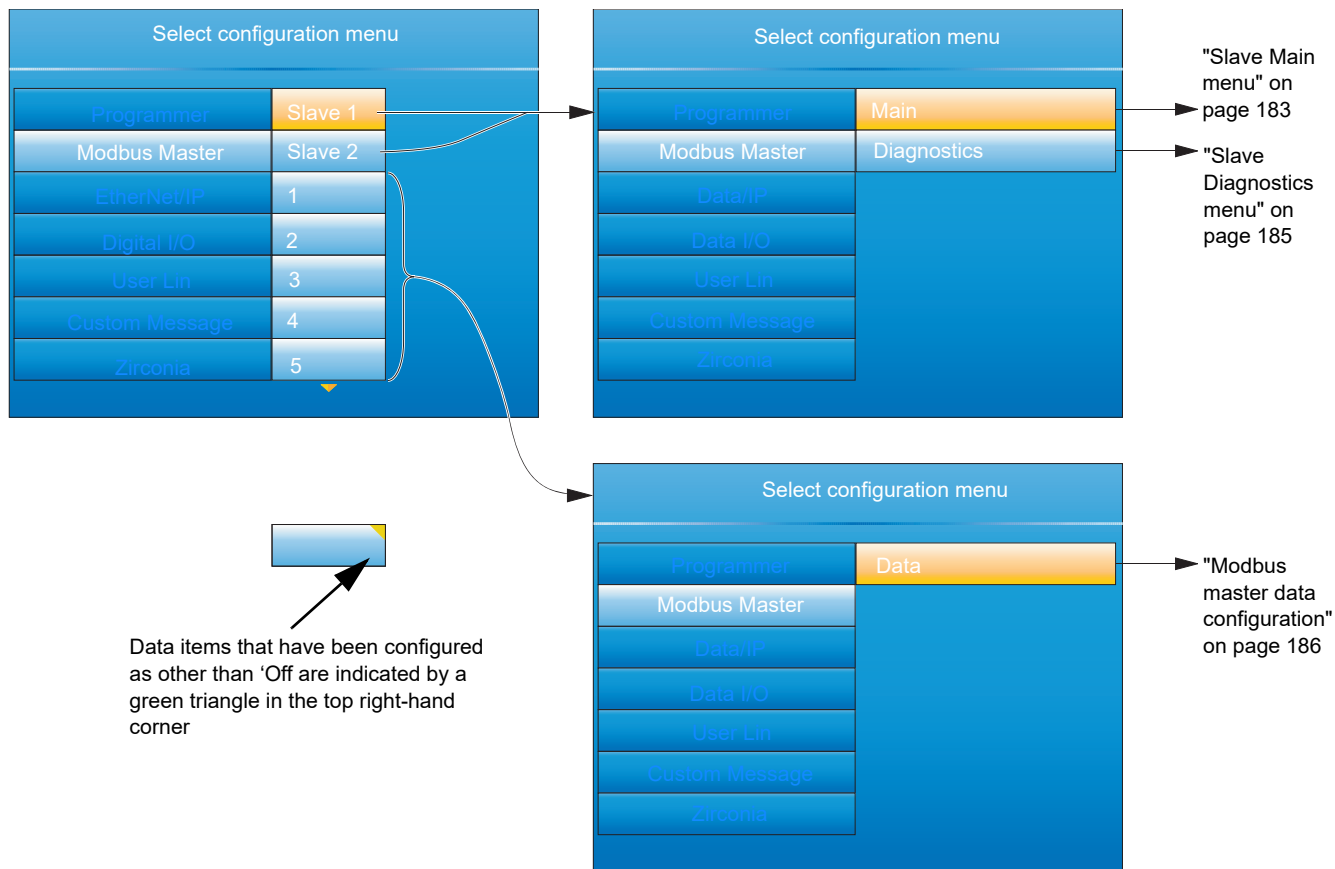 Select configuration menu
Programmer
Slave 1
Modbus Master
Slave 2
EtherNet/IP
1
Digital I/O
2
User Lin
3
Custom Message
4
Zirconia
5
Select configuration menu
Programmer
Main
Modbus Master
Diagnostics
Data/IP
Data I/O
User Lin
Custom Message
Zirconia
"Slave Main
menu" on
page 183
"Slave
Diagnostics
menu" on
page 185
Data items that have been configured
as other than ‘Off are indicated by a
green triangle in the top right-hand
corner
Select configuration menu
Programmer
Data
Modbus Master
Data/IP
Data I/O
User Lin
Custom Message
Zirconia
"Modbus
master data
configuration"
on page 186